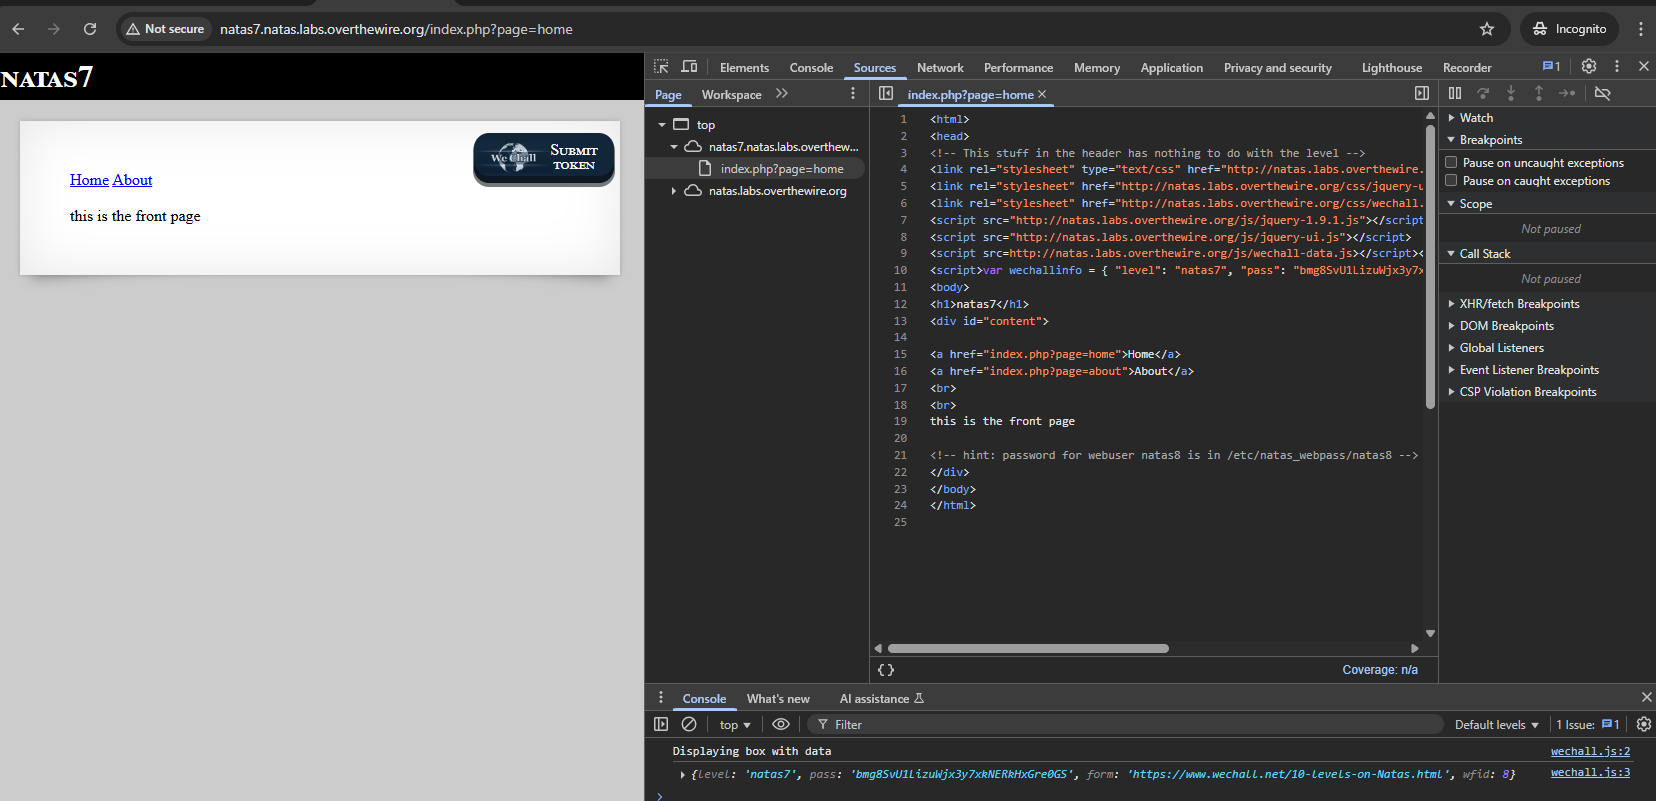 Not secure natas7.natas.labs.overthewire.org/index.php?page=home Incognito
NATAS7
We Chall SUBMIT TOKEN
Home About
this is the front page
Elements Console Sources Network Performance Memory Application Privacy and security Lighthouse Recorder 1
Page Workspace
top
natas7.natas.labs.overthew...
index.php?page=home
natas.labs.overthewire.org
index.php?page=home
1 <html>
2 <head>
3 <!-- This stuff in the header has nothing to do with the level -->
4 <link rel="stylesheet" type="text/css" href="http://natas.labs.overthewire.
5 <link rel="stylesheet" href="http://natas.labs.overthewire.org/css/jquery-u
6 <link rel="stylesheet" href="http://natas.labs.overthewire.org/css/wechall.
7 <script src="http://natas.labs.overthewire.org/js/jquery-1.9.1.js"></script
8 <script src="http://natas.labs.overthewire.org/js/jquery-ui.js"></script>
9 <script src=http://natas.labs.overthewire.org/js/wechall-data.js></script><
10 <script>var wechallinfo = { "level": "natas7", "pass": "bmg8SvU1LizuWjx3y7x
11 <body>
12 <h1>natas7</h1>
13 <div id="content">
14
15 <a href="index.php?page=home">Home</a>
16 <a href="index.php?page=about">About</a>
17 <br>
18 <br>
19 this is the front page
20
21 <!-- hint: password for webuser natas8 is in /etc/natas_webpass/natas8 -->
22 </div>
23 </body>
24 </html>
25
{} Coverage: n/a
Watch
Breakpoints
Pause on uncaught exceptions
Pause on caught exceptions
Scope
Not paused
Call Stack
Not paused
XHR/fetch Breakpoints
DOM Breakpoints
Global Listeners
Event Listener Breakpoints
CSP Violation Breakpoints
Console What's new AI assistance
top Filter Default levels 1 Issue: 1
Displaying box with data wechall.js:2
{level: 'natas7', pass: 'bmg8SvU1LizuWjx3y7xkNERkHxGre0GS', form: 'https://www.wechall.net/10-levels-on-Natas.html', wfid: 8} wechall.js:3